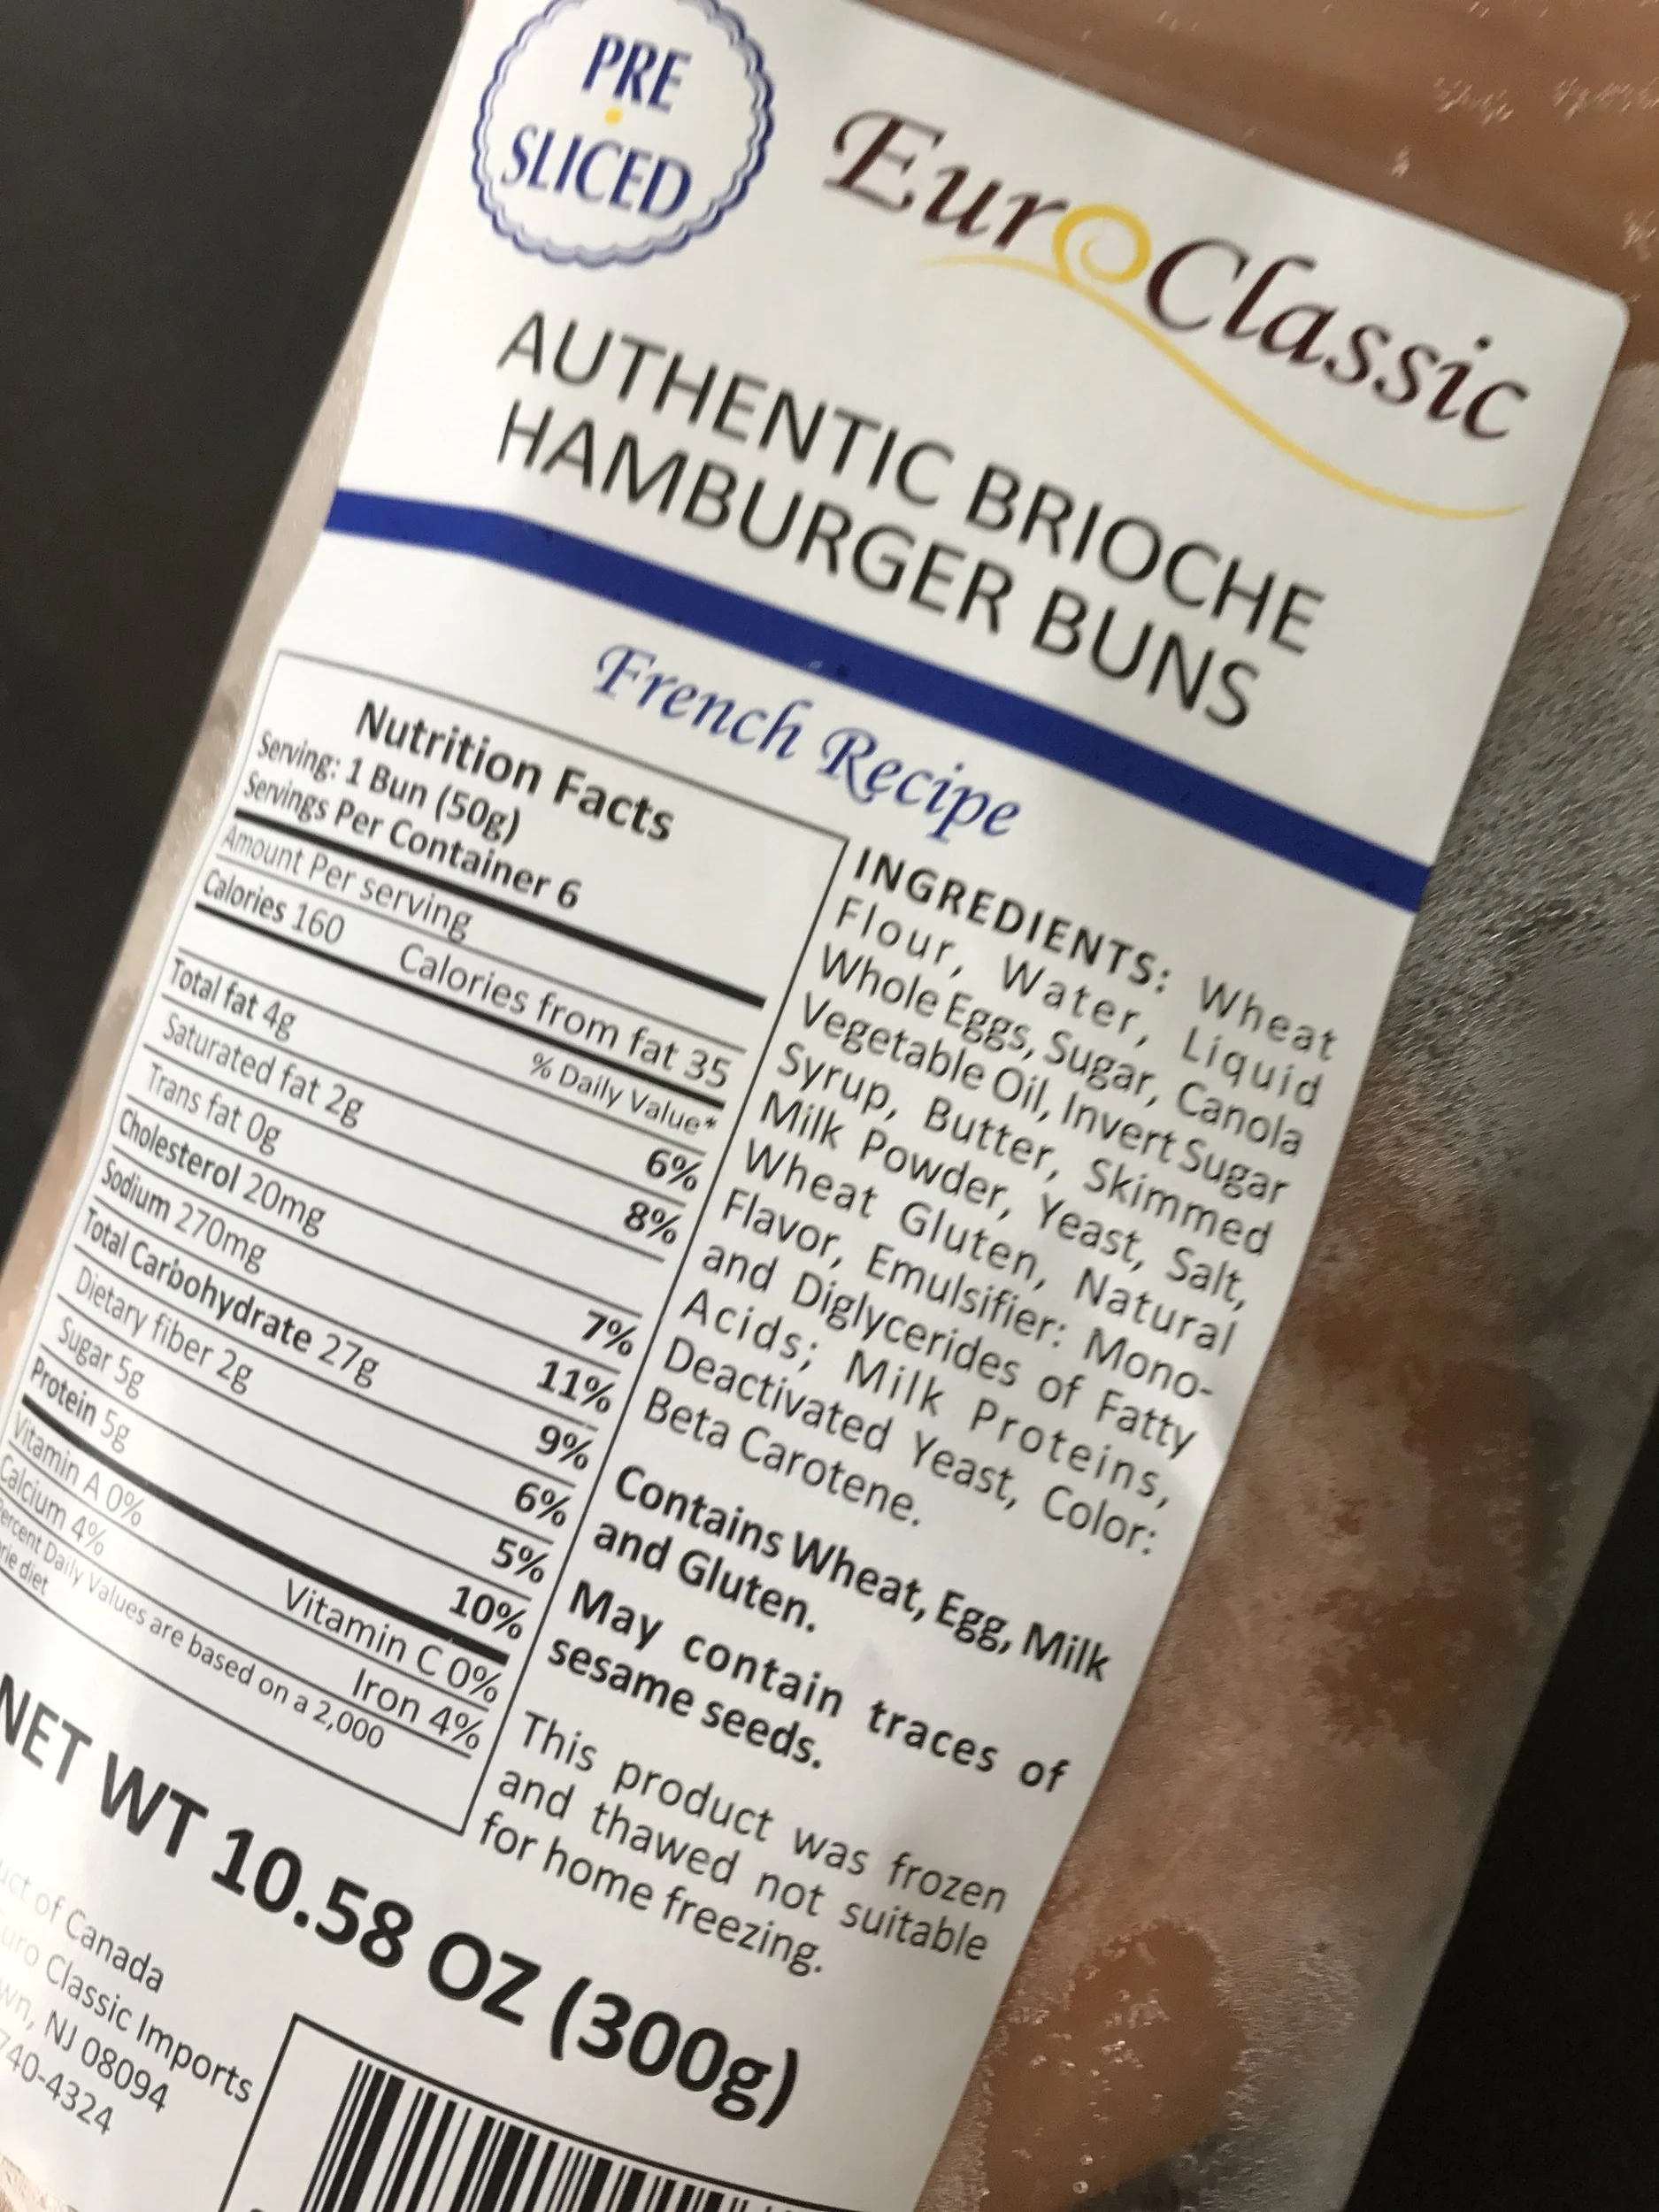 PRE
SLICED
EuroClassic
AUTHENTIC BRIOCHE
HAMBURGER BUNS
French Recipe
Nutrition Facts
Serving: 1 Bun (50g)
Servings Per Container 6
Amount Per serving
Calories 160 Calories from fat 35
% Daily Value*
Total fat 4g 6%
Saturated fat 2g 8%
Trans fat 0g
Cholesterol 20mg 7%
Sodium 270mg 11%
Total Carbohydrate 27g 9%
Dietary fiber 2g 6%
Sugar 5g 5%
Protein 5g 10%
Vitamin A 0% Vitamin C 0%
Calcium 4% Iron 4%
Percent Daily Values are based on a 2,000
diet
INGREDIENTS: Wheat
Flour, Water, Liquid
Whole Eggs, Sugar, Canola
Vegetable Oil, Invert Sugar
Syrup, Butter, Skimmed
Milk Powder, Yeast, Salt,
Wheat Gluten, Natural
Flavor, Emulsifier: Mono-
and Diglycerides of Fatty
Acids; Milk Proteins,
Deactivated Yeast, Color:
Beta Carotene.
Contains Wheat, Egg, Milk
and Gluten.
May contain traces of
sesame seeds.
This product was frozen
and thawed not suitable
for home freezing.
NET WT 10.58 OZ (300g)
of Canada
Euro Classic Imports
NJ 08094
740-4324